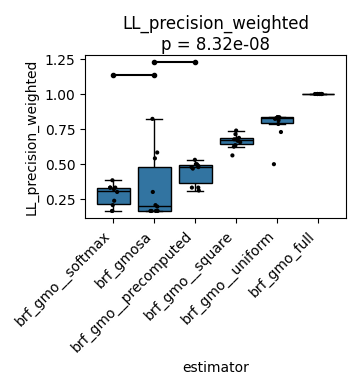 LL_precision_weighted
p = 8.32e-08
LL_precision_weighted
1.25
1.00
0.75
0.50
0.25
brf_gmo__softmax
brf_gmosa
brf_gmo__precomputed
brf_gmo__square
brf_gmo__uniform
brf_gmo_full
estimator